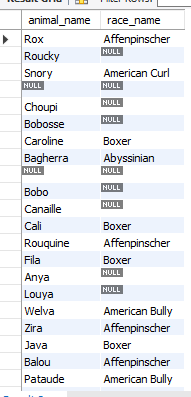 animal_name race_name
Rox Affenpinscher
Roucky NULL
Snory American Curl
NULL NULL
Choupi NULL
Bobosse NULL
Caroline Boxer
Bagherra Abyssinian
NULL NULL
Bobo NULL
Canaille NULL
Cali Boxer
Rouquine Affenpinscher
Fila Boxer
Anya NULL
Louya NULL
Welva American Bully
Zira Affenpinscher
Java Boxer
Balou Affenpinscher
Pataude American Bully